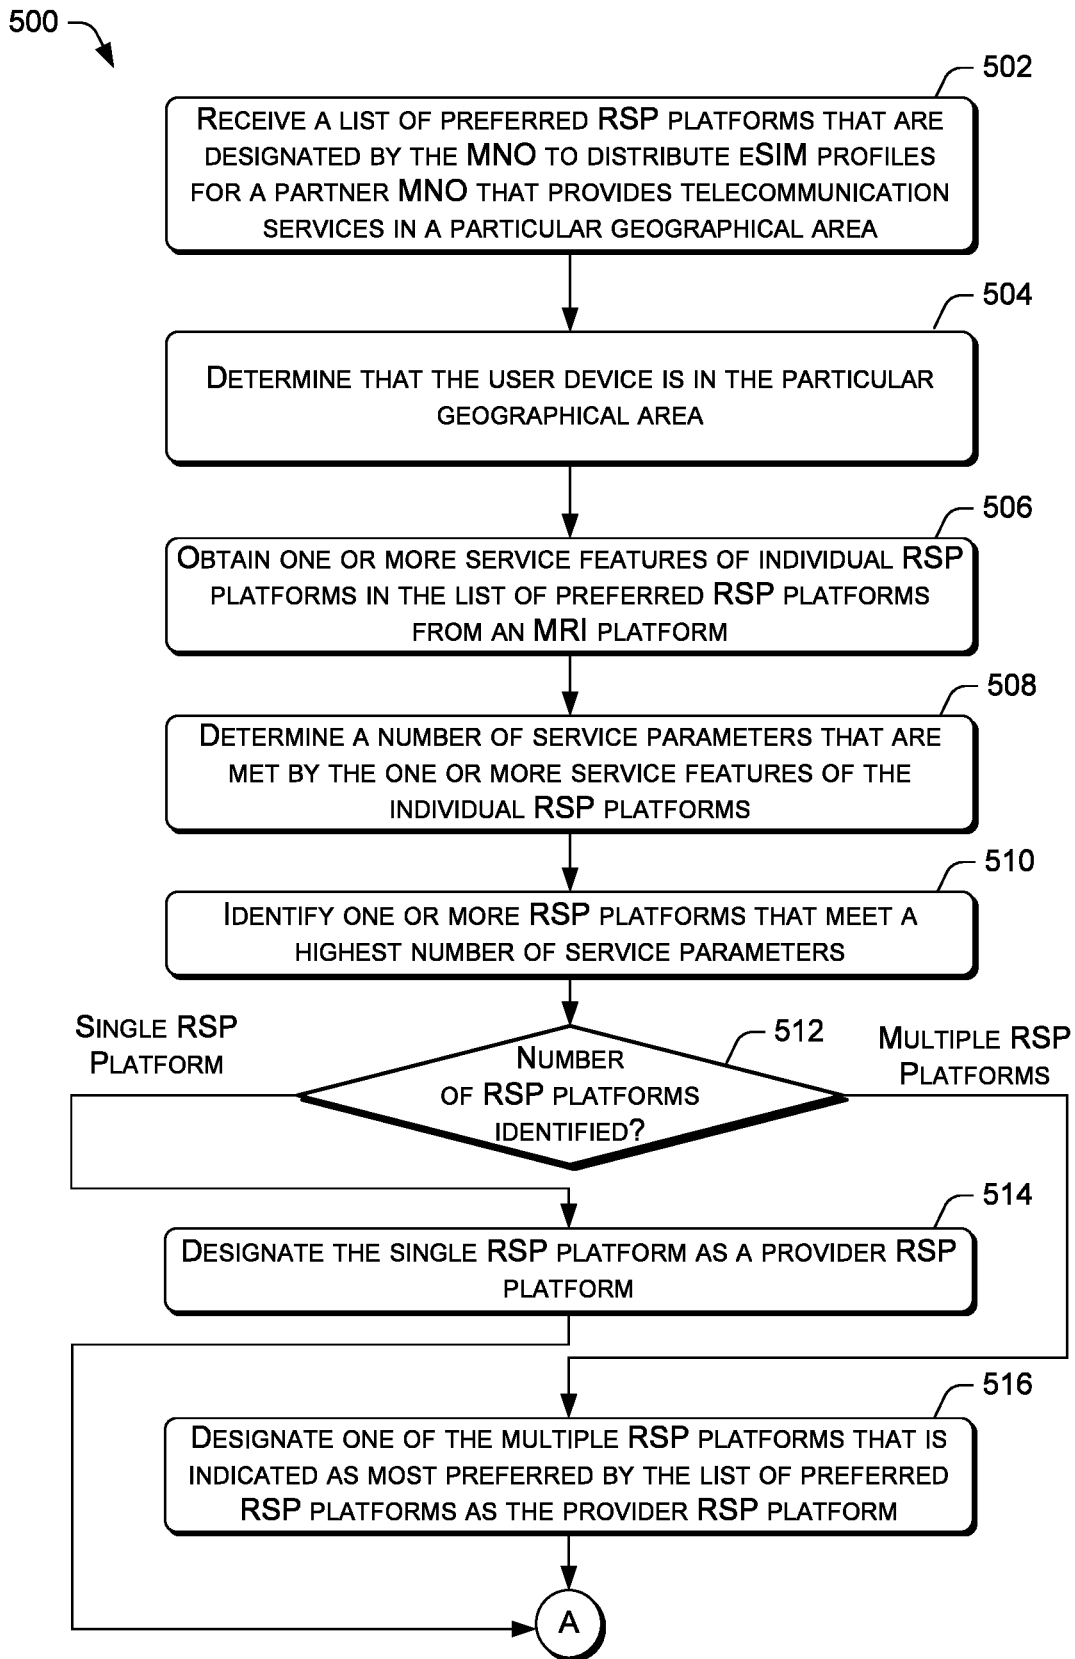 500
502
RECEIVE A LIST OF PREFERRED RSP PLATFORMS THAT ARE
DESIGNATED BY THE MNO TO DISTRIBUTE ESIM PROFILES
FOR A PARTNER MNO THAT PROVIDES TELECOMMUNICATION
SERVICES IN A PARTICULAR GEOGRAPHICAL AREA
504
DETERMINE THAT THE USER DEVICE IS IN THE PARTICULAR
GEOGRAPHICAL AREA
506
OBTAIN ONE OR MORE SERVICE FEATURES OF INDIVIDUAL RSP
PLATFORMS IN THE LIST OF PREFERRED RSP PLATFORMS
FROM AN MRI PLATFORM
508
DETERMINE A NUMBER OF SERVICE PARAMETERS THAT ARE
MET BY THE ONE OR MORE SERVICE FEATURES OF THE
INDIVIDUAL RSP PLATFORMS
510
IDENTIFY ONE OR MORE RSP PLATFORMS THAT MEET A
HIGHEST NUMBER OF SERVICE PARAMETERS
SINGLE RSP
PLATFORM
512
NUMBER
OF RSP PLATFORMS
IDENTIFIED?
MULTIPLE RSP
PLATFORMS
514
DESIGNATE THE SINGLE RSP PLATFORM AS A PROVIDER RSP
PLATFORM
516
DESIGNATE ONE OF THE MULTIPLE RSP PLATFORMS THAT IS
INDICATED AS MOST PREFERRED BY THE LIST OF PREFERRED
RSP PLATFORMS AS THE PROVIDER RSP PLATFORM
A